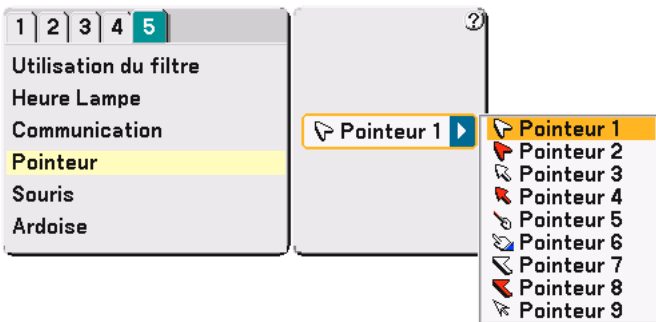 1 2 3 4 5
Utilisation du filtre
Heure Lampe
Communication
Pointeur
Souris
Ardoise
?
Pointeur 1
Pointeur 1
Pointeur 2
Pointeur 3
Pointeur 4
Pointeur 5
Pointeur 6
Pointeur 7
Pointeur 8
Pointeur 9